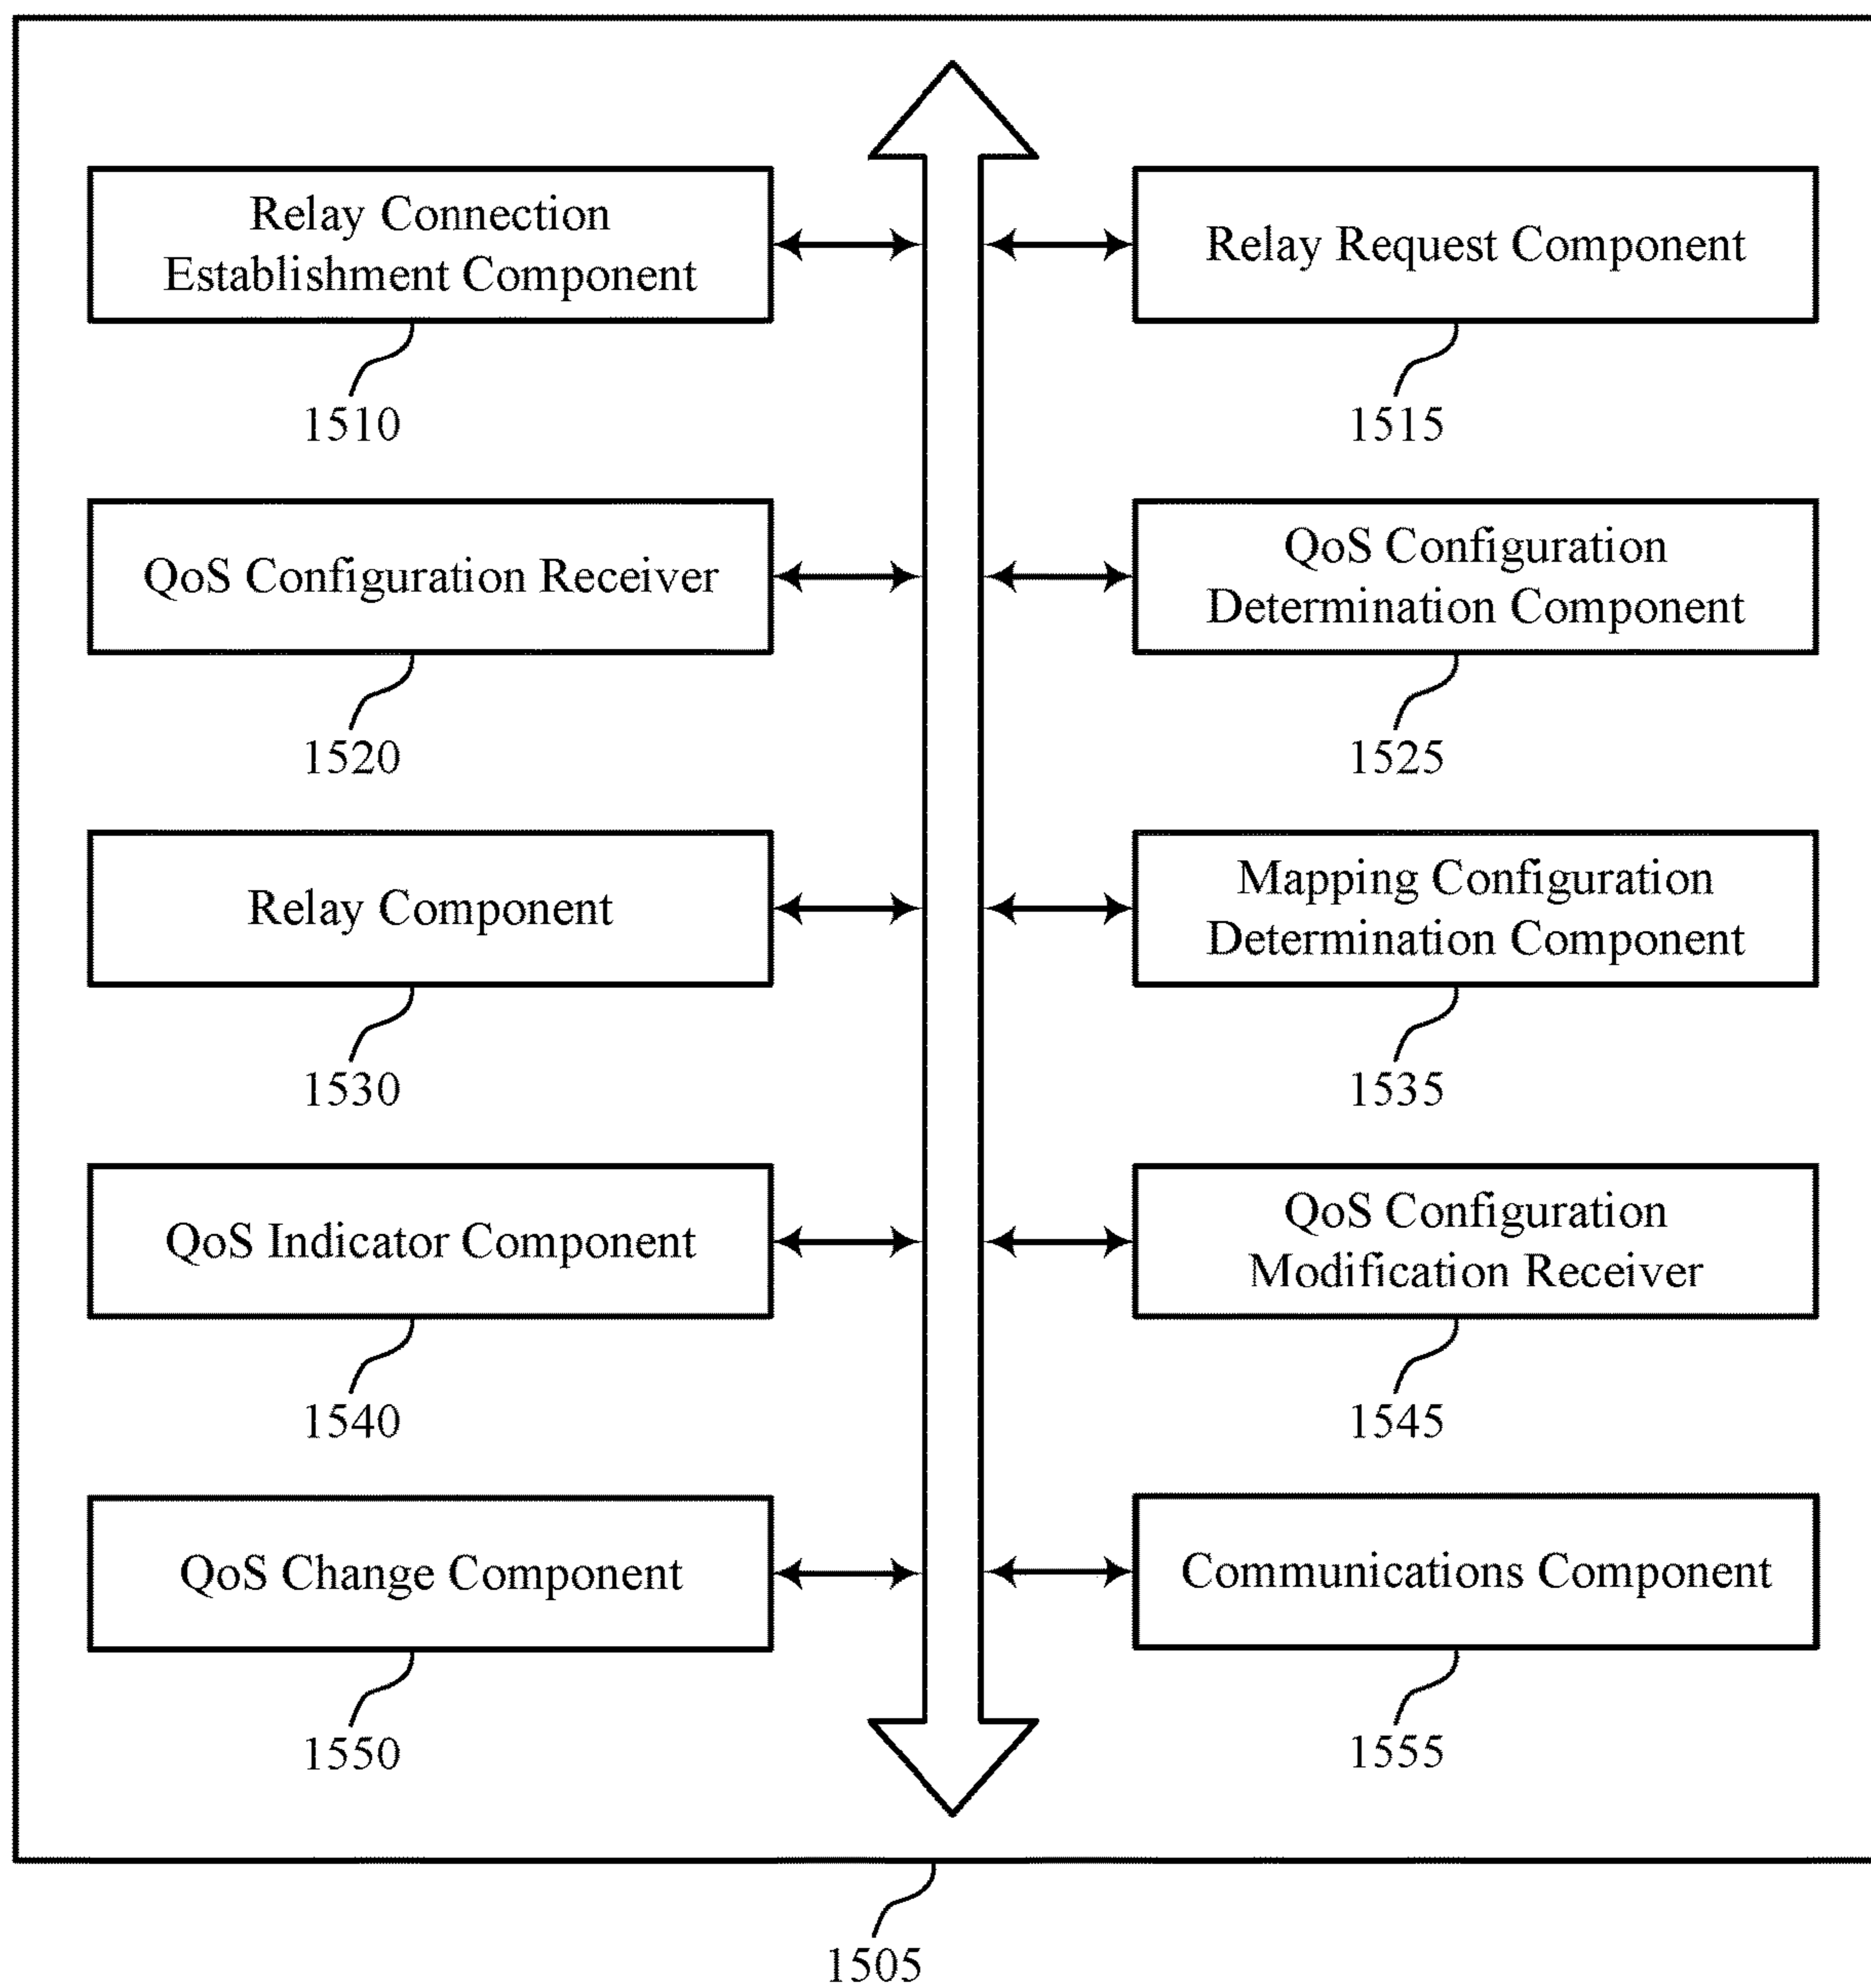 Relay Connection
Establishment Component
1510
Relay Request Component
1515
QoS Configuration Receiver
1520
QoS Configuration
Determination Component
1525
Relay Component
1530
Mapping Configuration
Determination Component
1535
QoS Indicator Component
1540
QoS Configuration
Modification Receiver
1545
QoS Change Component
1550
Communications Component
1555
1505